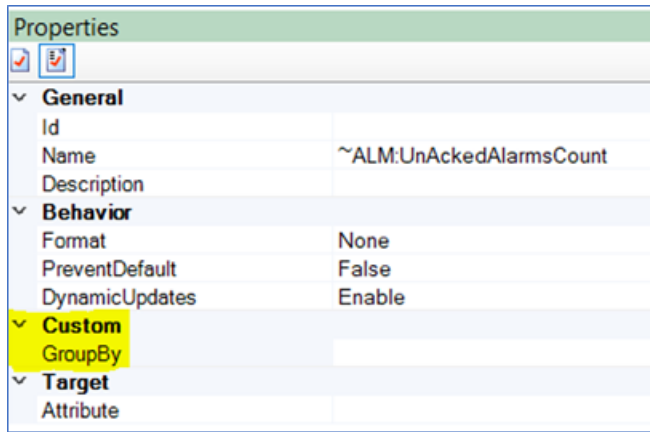 Properties
General
Id
Name ~ALM:UnAckedAlarmsCount
Description
Behavior
Format None
PreventDefault False
DynamicUpdates Enable
Custom
GroupBy
Target
Attribute